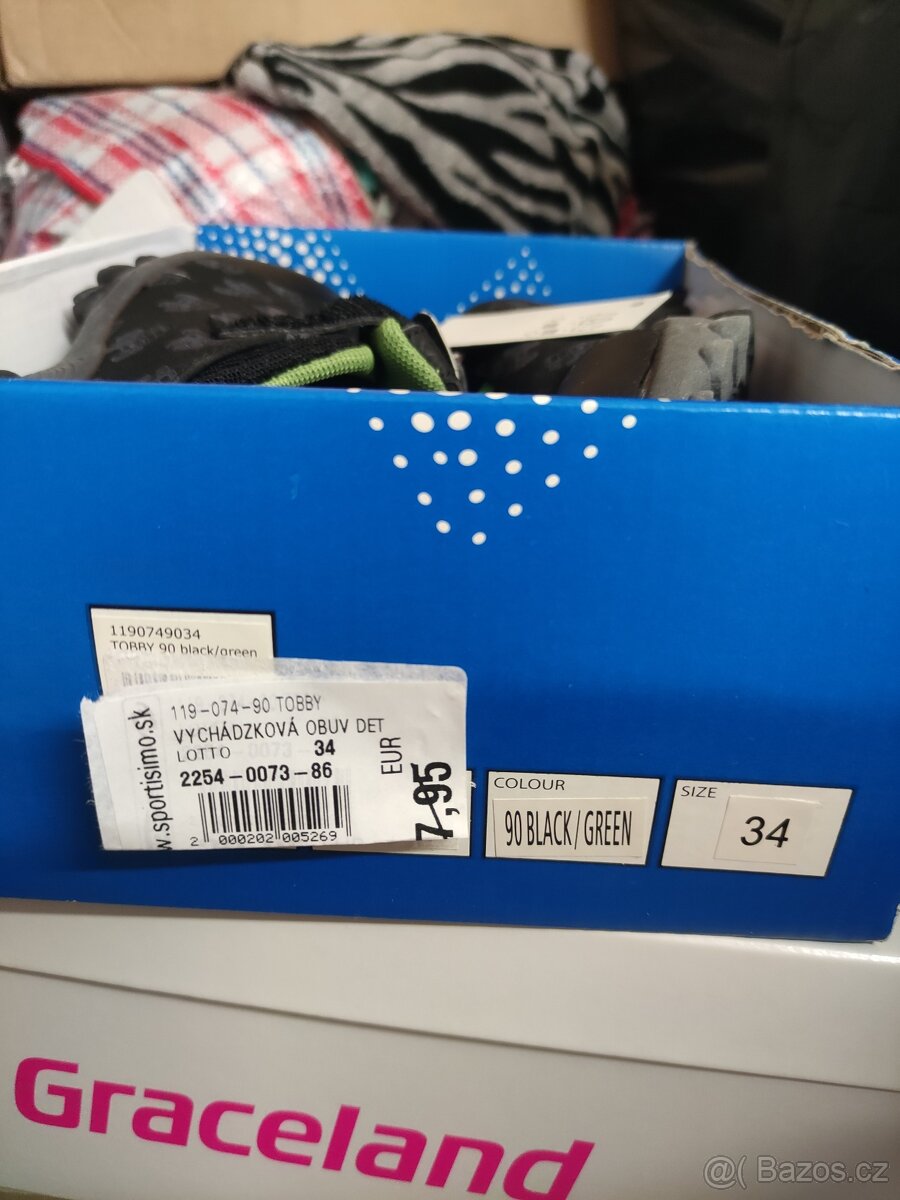 1190749034
TOBBY 90 black/green
w.sportisimo.sk
119-074-90 TOBBY
VYCHÁDZKOVÁ OBUV DET
LOTTO 0073 34
2254-0073-86
2 000202 005269
EUR
7,95
COLOUR
90 BLACK/GREEN
SIZE
34
Graceland
@( Bazos.cz